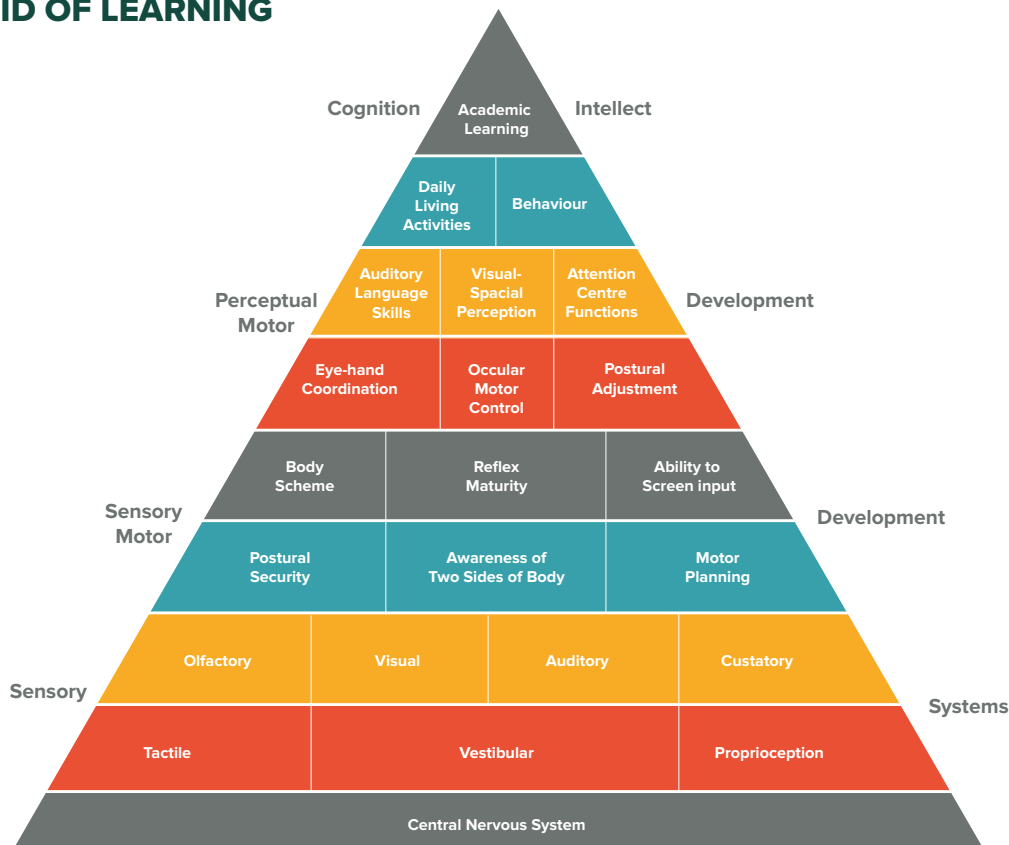 ID OF LEARNING
Cognition
Academic
Learning
Intellect
Daily
Living
Activities
Behaviour
Perceptual
Motor
Auditory
Language
Skills
Visual-
Spacial
Perception
Attention
Centre
Functions
Development
Eye-hand
Coordination
Occular
Motor
Control
Postural
Adjustment
Sensory
Motor
Body
Scheme
Reflex
Maturity
Ability to
Screen input
Development
Postural
Security
Awareness of
Two Sides of Body
Motor
Planning
Sensory
Olfactory
Visual
Auditory
Custatory
Systems
Tactile
Vestibular
Proprioception
Central Nervous System